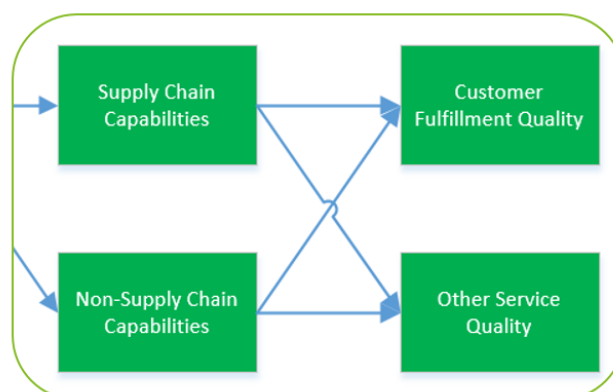 Supply Chain
Capabilities
Customer
Fulfillment Quality
Non-Supply Chain
Capabilities
Other Service
Quality